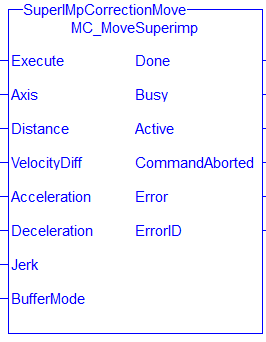 SuperIMpCorrectionMove
MC_MoveSuperimp
Execute Done
Axis Busy
Distance Active
VelocityDiff CommandAborted
Acceleration Error
Deceleration ErrorID
Jerk
BufferMode